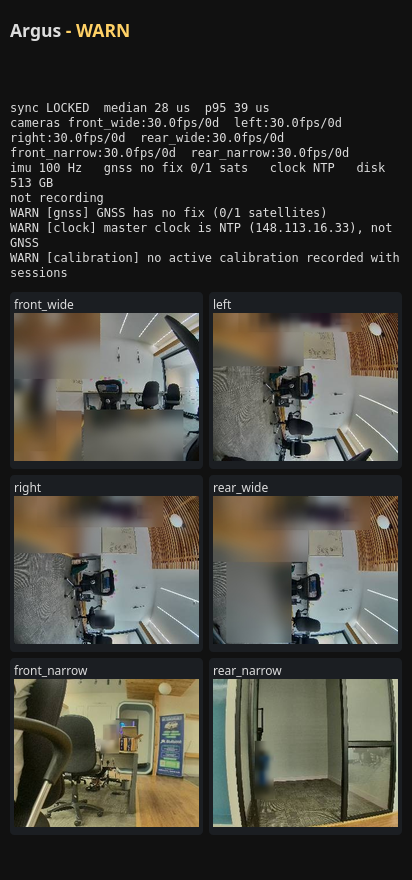 Argus - WARN
sync LOCKED  median 28 us  p95 39 us
cameras front_wide:30.0fps/0d  left:30.0fps/0d
right:30.0fps/0d  rear_wide:30.0fps/0d
front_narrow:30.0fps/0d  rear_narrow:30.0fps/0d
imu 100 Hz   gnss no fix 0/1 sats   clock NTP   disk
513 GB
not recording
WARN [gnss] GNSS has no fix (0/1 satellites)
WARN [clock] master clock is NTP (148.113.16.33), not
GNSS
WARN [calibration] no active calibration recorded with
sessions
front_wide
left
right
rear_wide
front_narrow
rear_narrow